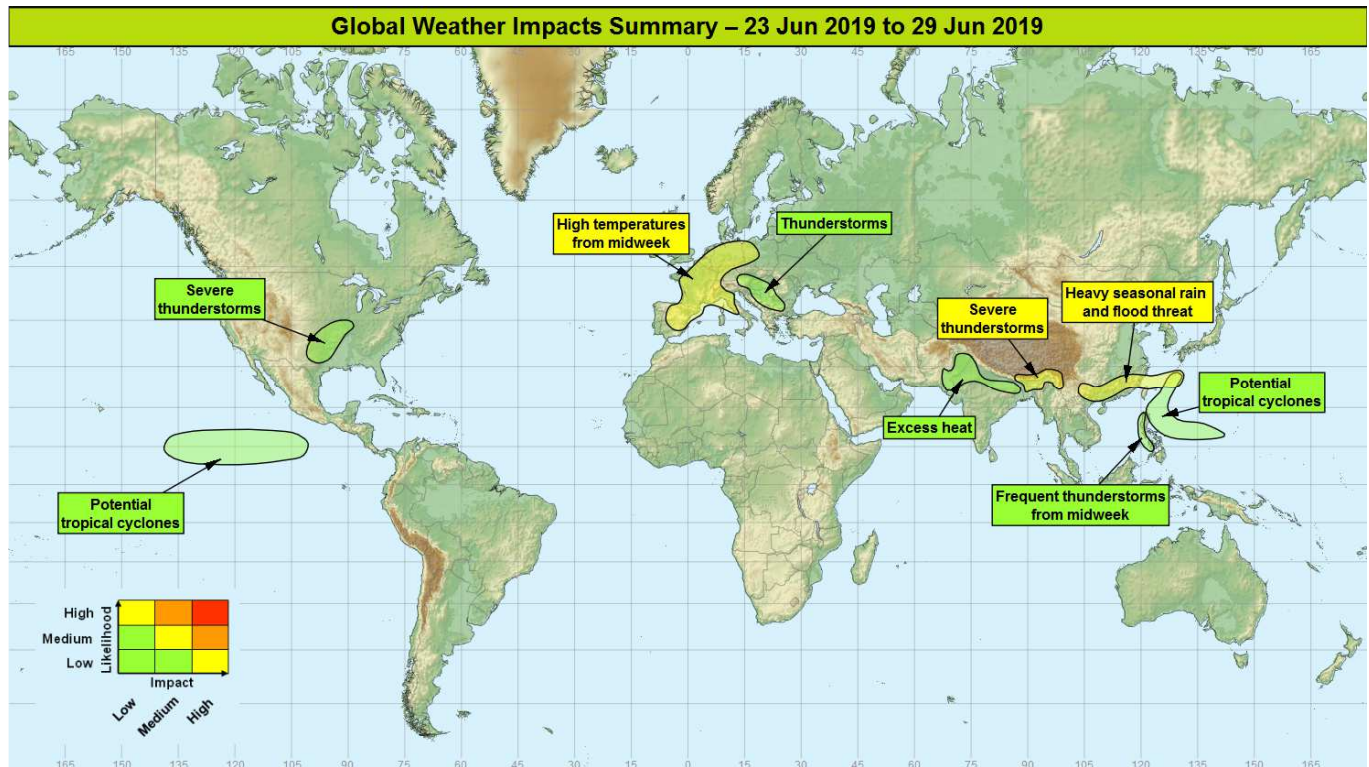 Global Weather Impacts Summary – 23 Jun 2019 to 29 Jun 2019
165 135 120 105 90 75 60 45 30 15 0 15 30 45 60 75 90 105 120 135 150 165
High temperatures
from midweek
Thunderstorms
Severe
thunderstorms
Severe
thunderstorms
Heavy seasonal rain
and flood threat
Potential
tropical cyclones
Excess heat
Potential
tropical cyclones
Frequent thunderstorms
from midweek
High
Medium
Low
Likelihood
Impact
Low
Medium
High
165 150 135 120 105 90 75 60 45 30 15 0 15 30 45 60 75 90 105 120 135 150 165